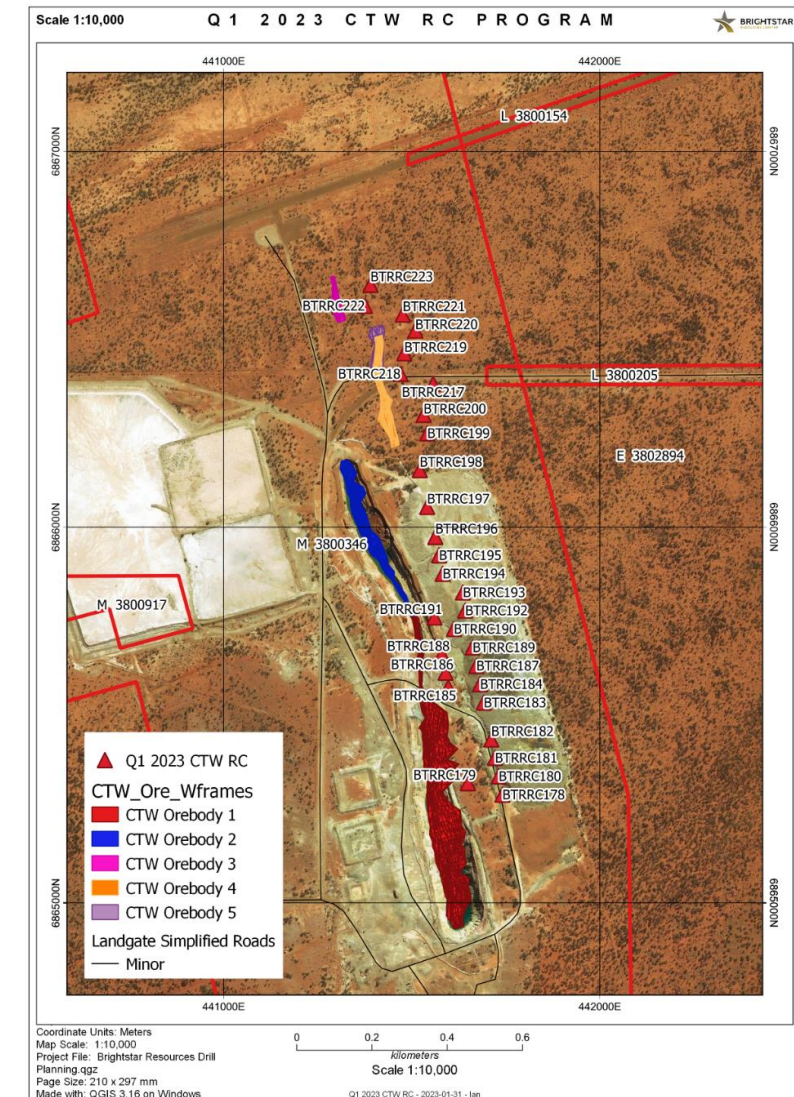 Scale 1:10,000
Q1 2023 CTW RC PROGRAM
BRIGHTSTAR
441000E
442000E
L 3800154
6867000N
6867000N
BTRRC223
BTRRC222
BTRRC221
BTRRC220
BTRRC219
BTRRC218
L 3800205
BTRRC217
BTRRC200
BTRRC199
E 3802894
BTRRC198
BTRRC197
6866000N
6866000N
BTRRC196
M 3800346
BTRRC195
BTRRC194
BTRRC193
M 3800917
BTRRC191
BTRRC192
BTRRC190
BTRRC188
BTRRC189
BTRRC186
BTRRC187
BTRRC184
BTRRC185
BTRRC183
BTRRC182
BTRRC181
BTRRC179
BTRRC180
BTRRC178
Q1 2023 CTW RC
CTW_Ore_Wframes
CTW Orebody 1
CTW Orebody 2
CTW Orebody 3
CTW Orebody 4
CTW Orebody 5
Landgate Simplified Roads
Minor
6865000N
6865000N
441000E
442000E
Coordinate Units: Meters
Map Scale: 1:10,000
Project File: Brightstar Resources Drill
Planning.qgz
Page Size: 210 x 297 mm
Made with: QGIS 3.16 on Windows
0 0.2 0.4 0.6
kilometers
Scale 1:10,000
Q1 2023 CTW RC - 2023-01-31 - Ian